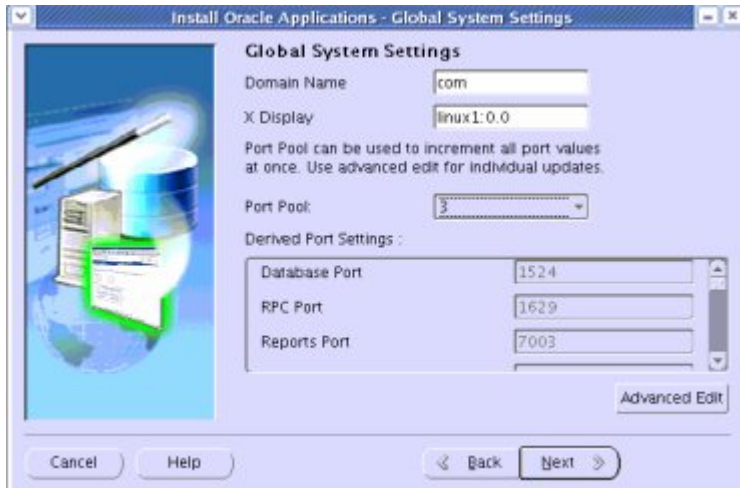 Install Oracle Applications - Global System Settings
Global System Settings
Domain Name com
X Display linux1:0.0
Port Pool can be used to increment all port values
at once. Use advanced edit for individual updates.
Port Pool: 3
Derived Port Settings :
Database Port 1524
RPC Port 1629
Reports Port 7003
Advanced Edit
Cancel Help Back Next